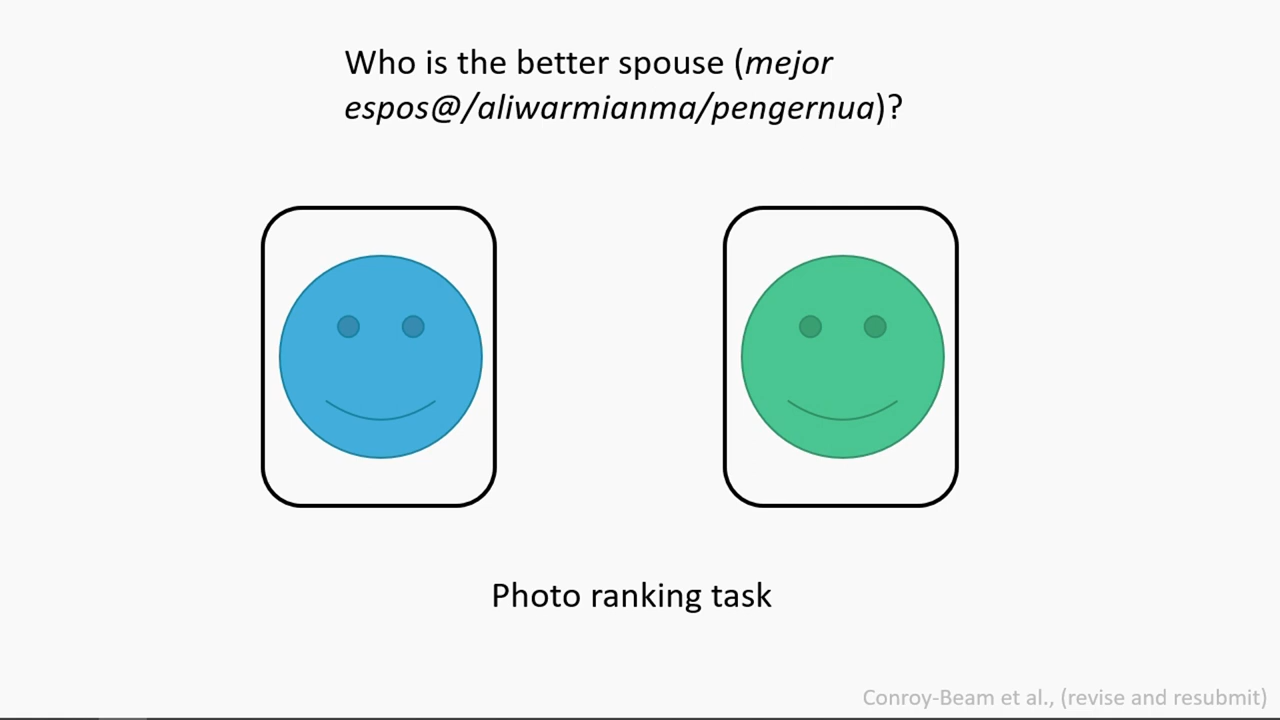 Who is the better spouse (mejor
espos@/aliwarmianma/pengernua)?
Photo ranking task
Conroy-Beam et al., (revise and resubmit)